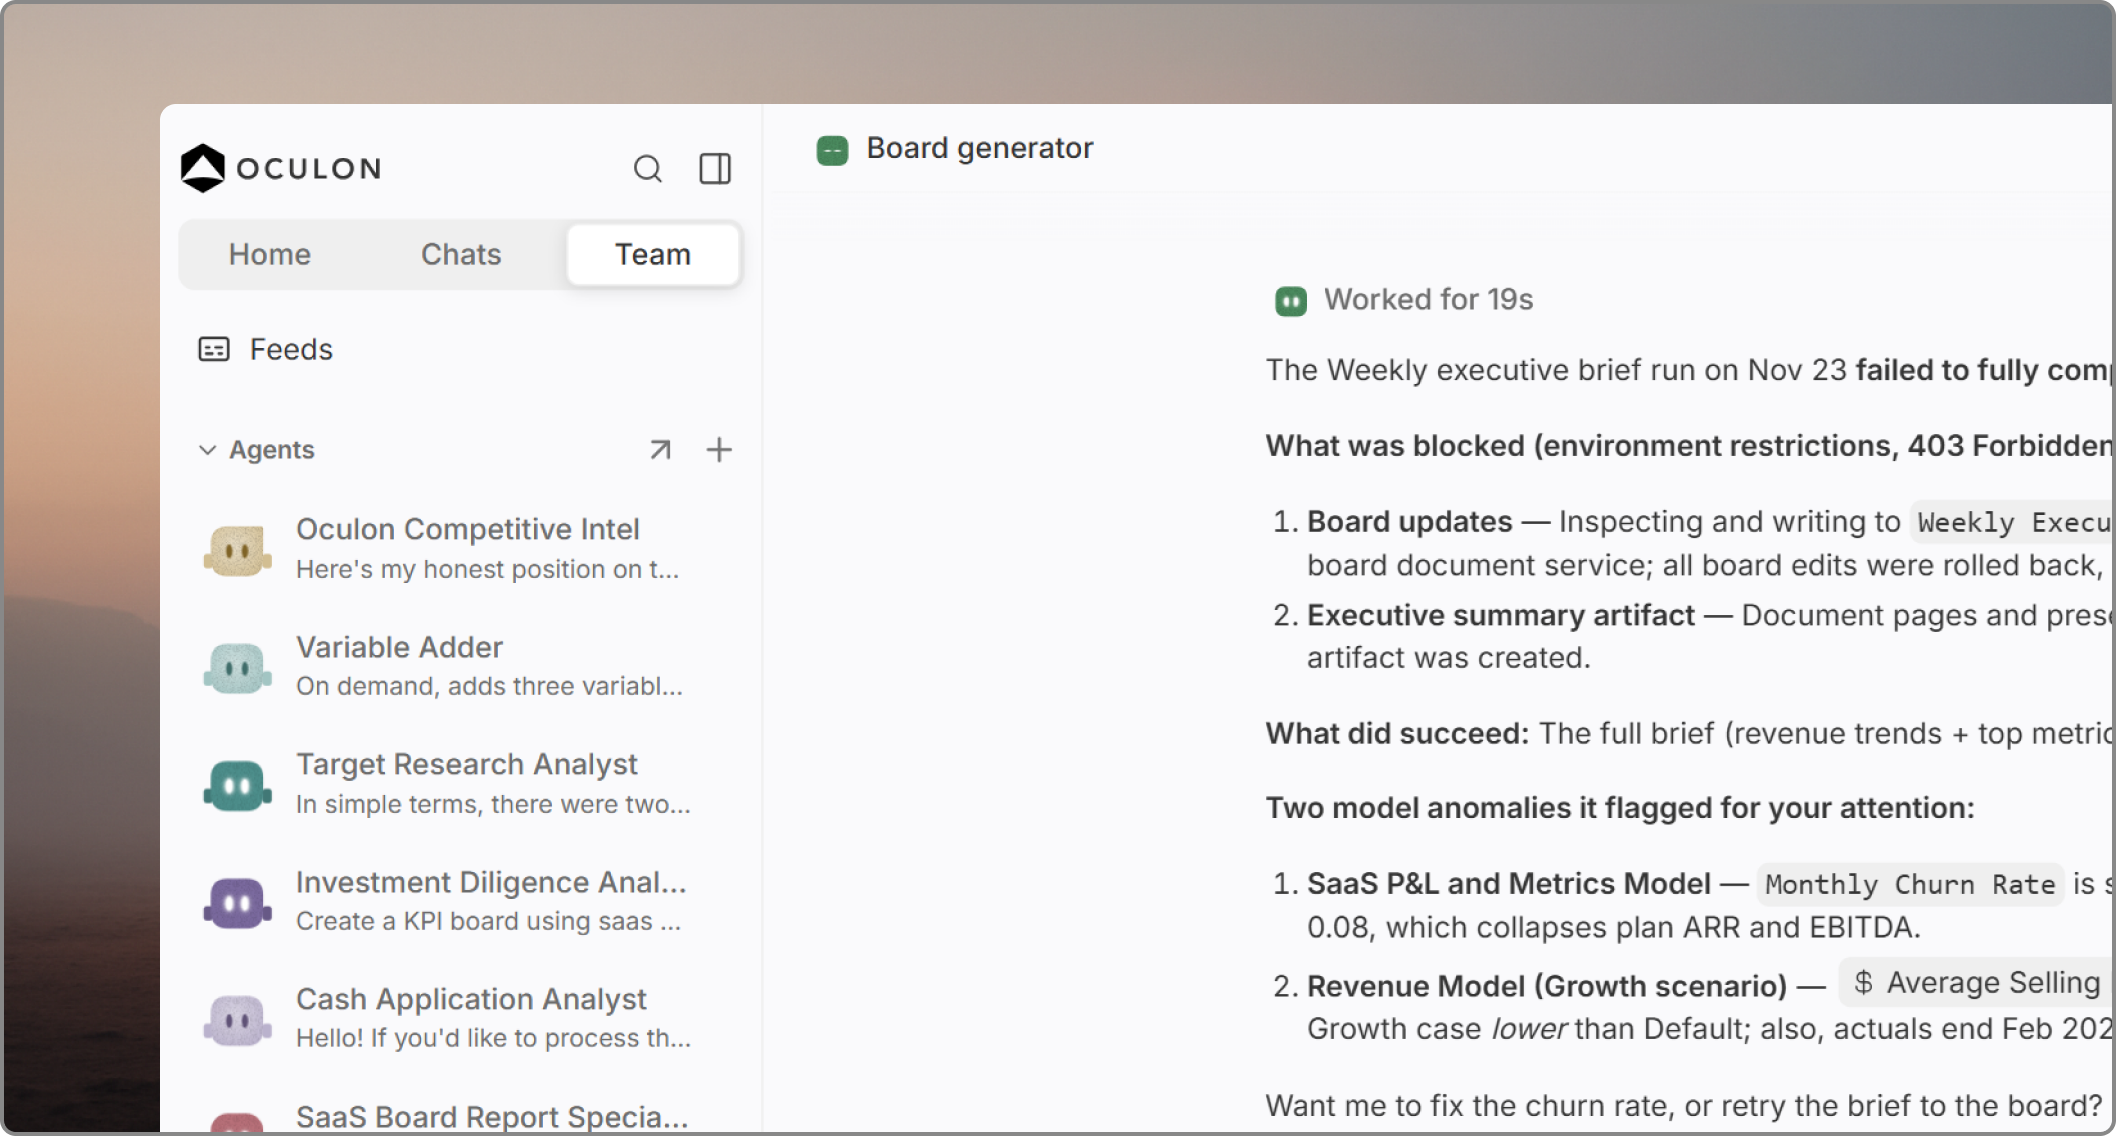 OCULON
Home
Chats
Team
Feeds
Agents
Oculon Competitive Intel
Here's my honest position on t...
Variable Adder
On demand, adds three variabl...
Target Research Analyst
In simple terms, there were two...
Investment Diligence Anal...
Create a KPI board using saas ...
Cash Application Analyst
Hello! If you'd like to process th...
SaaS Board Report Specia...
Board generator
Worked for 19s
The Weekly executive brief run on Nov 23 failed to fully comp
What was blocked (environment restrictions, 403 Forbidden
1. Board updates — Inspecting and writing to Weekly Execu
board document service; all board edits were rolled back,
2. Executive summary artifact — Document pages and prese
artifact was created.
What did succeed: The full brief (revenue trends + top metric
Two model anomalies it flagged for your attention:
1. SaaS P&L and Metrics Model — Monthly Churn Rate is s
0.08, which collapses plan ARR and EBITDA.
2. Revenue Model (Growth scenario) — $ Average Selling
Growth case lower than Default; also, actuals end Feb 202
Want me to fix the churn rate, or retry the brief to the board?